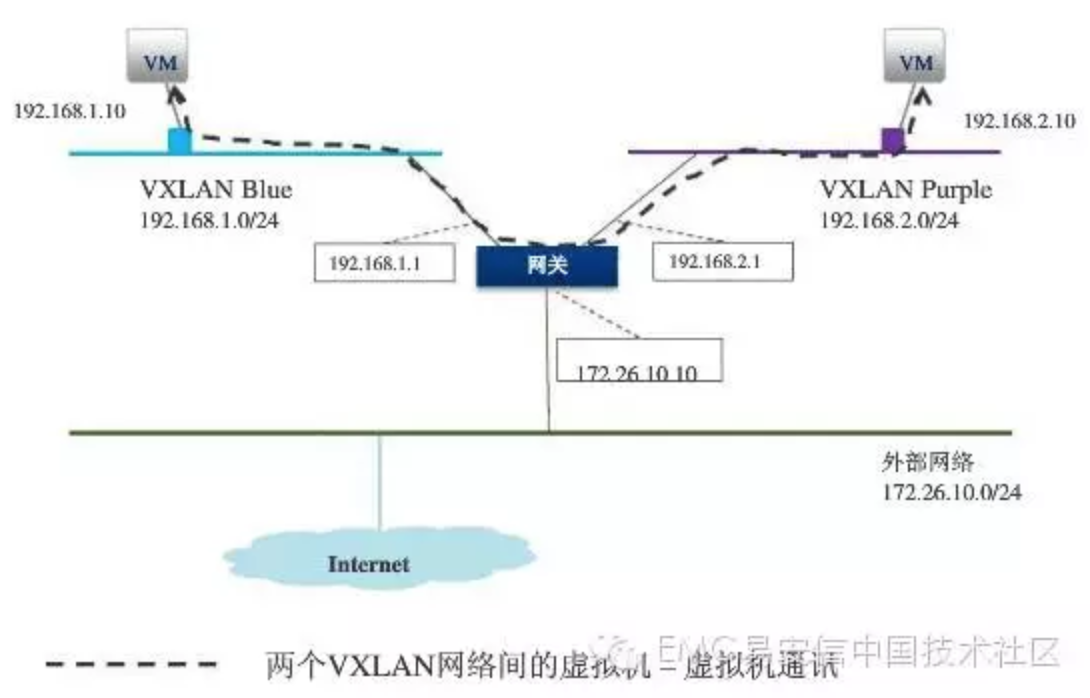 VM
VM
192.168.1.10
192.168.2.10
VXLAN Blue
192.168.1.0/24
VXLAN Purple
192.168.2.0/24
192.168.1.1
网关
192.168.2.1
172.26.10.10
外部网络
172.26.10.0/24
Internet
两个VXLAN网络间的虚拟机 – 虚拟机通讯
EMC易安信中国技术社区